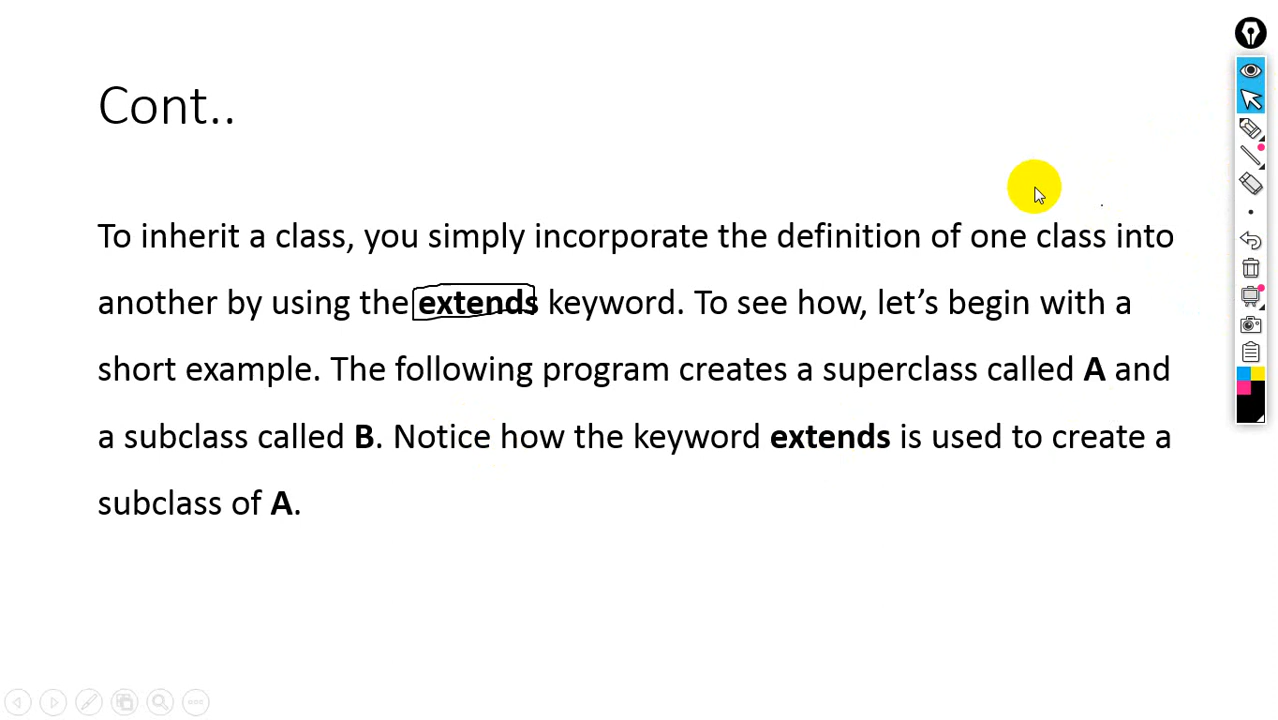 Cont..
To inherit a class, you simply incorporate the definition of one class into
another by using the extends keyword. To see how, let’s begin with a
short example. The following program creates a superclass called A and
a subclass called B. Notice how the keyword extends is used to create a
subclass of A.